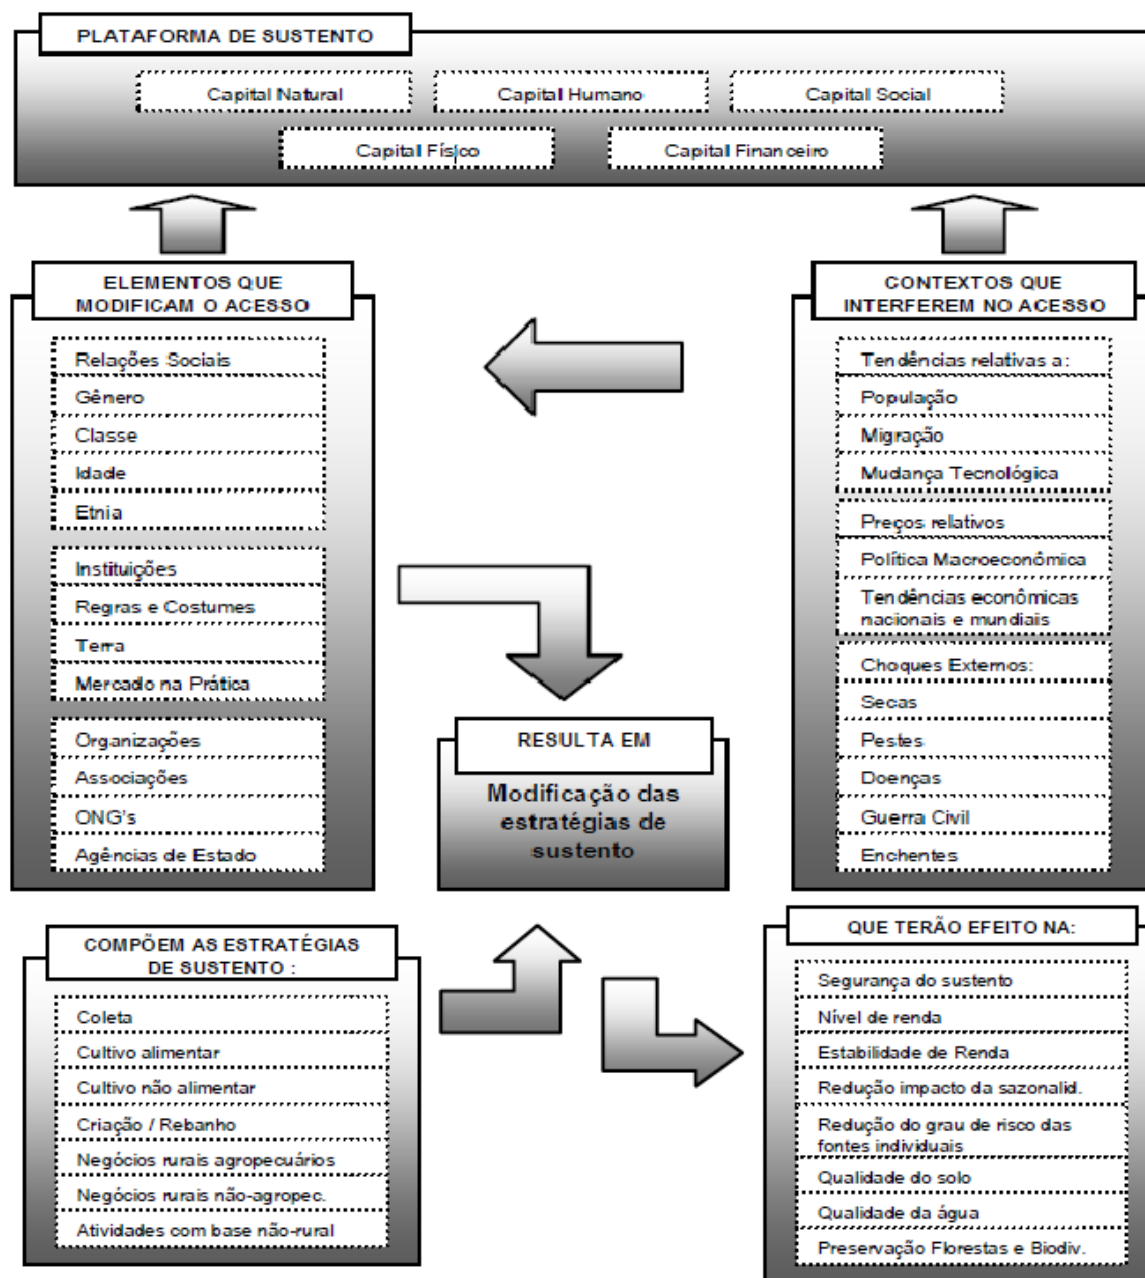 PLATAFORMA DE SUSTENTO
Capital Natural
Capital Humano
Capital Social
Capital Físico
Capital Financeiro
ELEMENTOS QUE
MODIFICAM O ACESSO
Relações Sociais
Gênero
Classe
Idade
Etnia
Instituições
Regras e Costumes
Terra
Mercado na Prática
Organizações
Associações
ONG's
Agências de Estado
CONTEXTOS QUE
INTERFEREM NO ACESSO
Tendências relativas a:
População
Migração
Mudança Tecnológica
Preços relativos
Política Macroeconômica
Tendências econômicas
nacionais e mundiais
Choques Externos:
Secas
Pestes
Doenças
Guerra Civil
Enchentes
RESULTA EM
Modificação das
estratégias de
sustento
COMPÕEM AS ESTRATÉGIAS
DE SUSTENTO :
Coleta
Cultivo alimentar
Cultivo não alimentar
Criação / Rebanho
Negócios rurais agropecuários
Negócios rurais não-agropec.
Atividades com base não-rural
QUE TERÃO EFEITO NA:
Segurança do sustento
Nível de renda
Estabilidade de Renda
Redução impacto da sazonalid.
Redução do grau de risco das
fontes individuais
Qualidade do solo
Qualidade da água
Preservação Florestas e Biodiv.